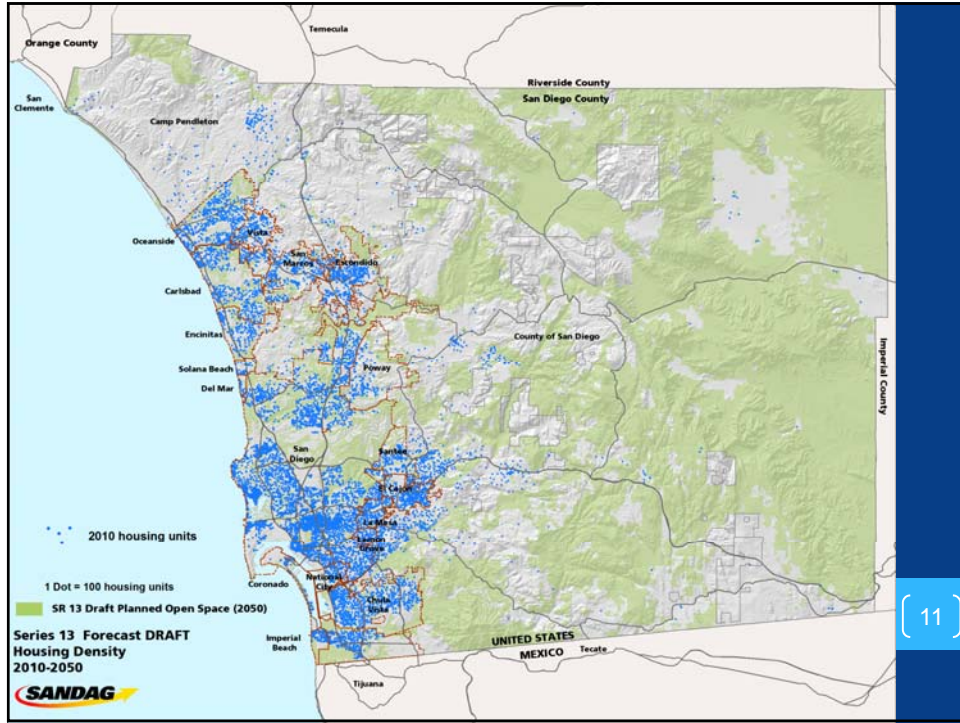 Temecula
Orange County
Riverside County
San Diego County
San
Clemente
Camp Pendleton
Oceanside
Vista
San
Marcos
Escondido
Carlsbad
Encinitas
County of San Diego
Imperial County
Solana Beach
Poway
Del Mar
San
Diego
Santee
El Cajon
La Mesa
Lemon
Grove
2010 housing units
Coronado
National
City
1 Dot = 100 housing units
Chula
Vista
SR 13 Draft Planned Open Space (2050)
11
Series 13 Forecast DRAFT
Housing Density
2010-2050
Imperial
Beach
UNITED STATES
MEXICO
Tecate
Tijuana
SANDAG